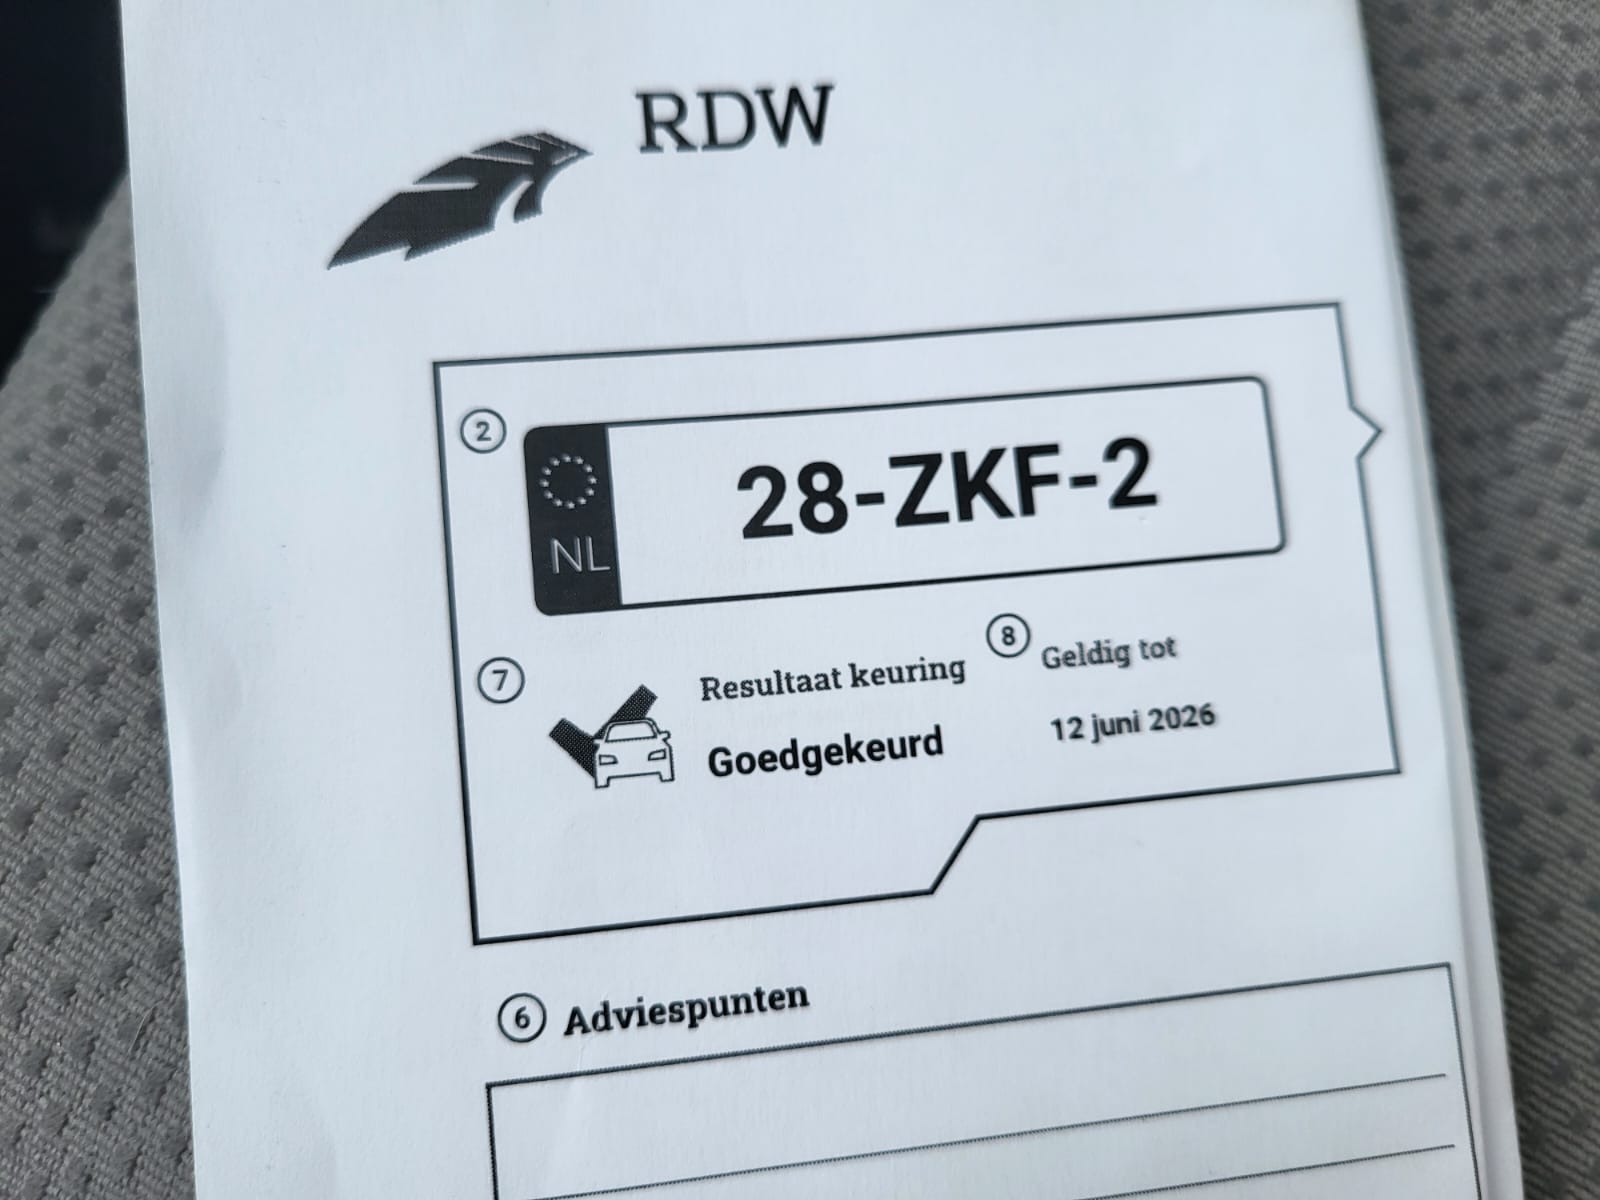 RDW
2
NL
28-ZKF-2
7
Resultaat keuring
Goedgekeurd
8
Geldig tot
12 juni 2026
6 Adviespunten